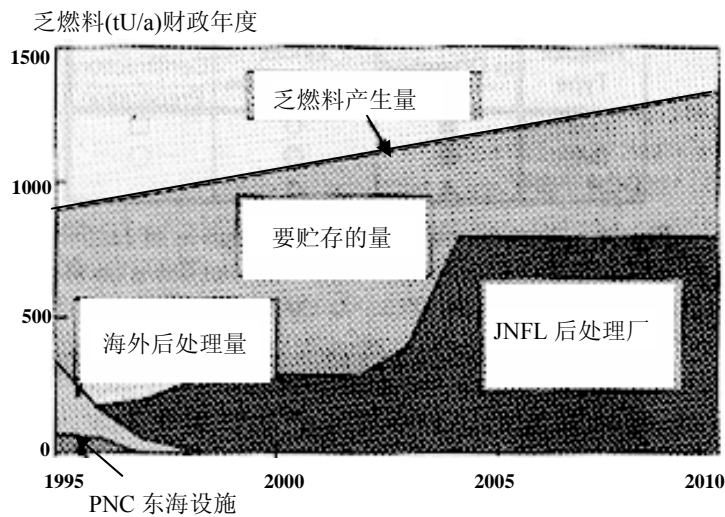 乏燃料(tU/a)财政年度
1500
乏燃料产生量
1000
要贮存的量
500
海外后处理量
JNFL 后处理厂
0
1995
2000
2005
2010
PNC 东海设施